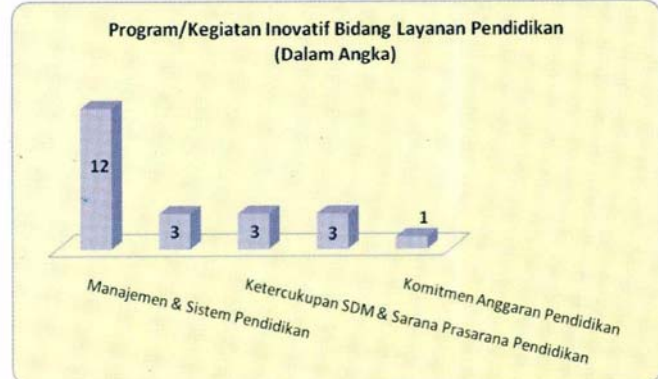 Program/Kegiatan Inovatif Bidang Layanan Pendidikan
(Dalam Angka)
12
3
3
3
1
Manajemen & Sistem Pendidikan
Ketercukupan SDM & Sarana Prasarana Pendidikan
Komitmen Anggaran Pendidikan